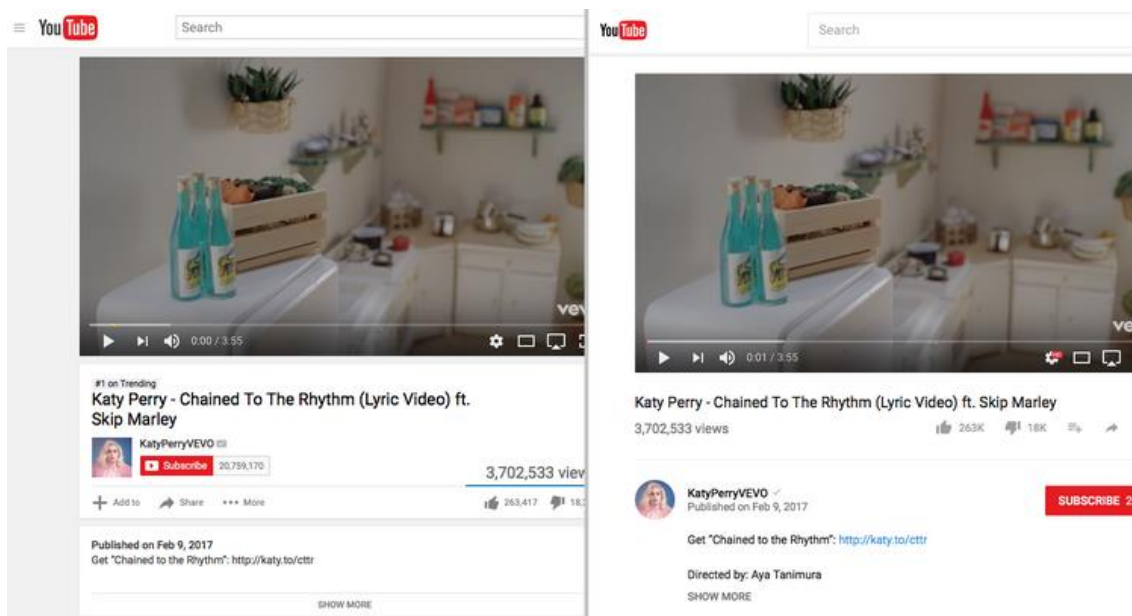 YouTube
Search
vev
0:00 / 3:55
#1 on Trending
Katy Perry - Chained To The Rhythm (Lyric Video) ft.
Skip Marley
KatyPerryVEVO
Subscribe 20,759,170
3,702,533 view
Add to Share More
263,417 18,
Published on Feb 9, 2017
Get "Chained to the Rhythm": http://katy.to/cttr
SHOW MORE
YouTube
Search
ve
0:01 / 3:55
Katy Perry - Chained To The Rhythm (Lyric Video) ft. Skip Marley
3,702,533 views
263K 18K
KatyPerryVEVO
Published on Feb 9, 2017
SUBSCRIBE 2
Get "Chained to the Rhythm": http://katy.to/cttr
Directed by: Aya Tanimura
SHOW MORE